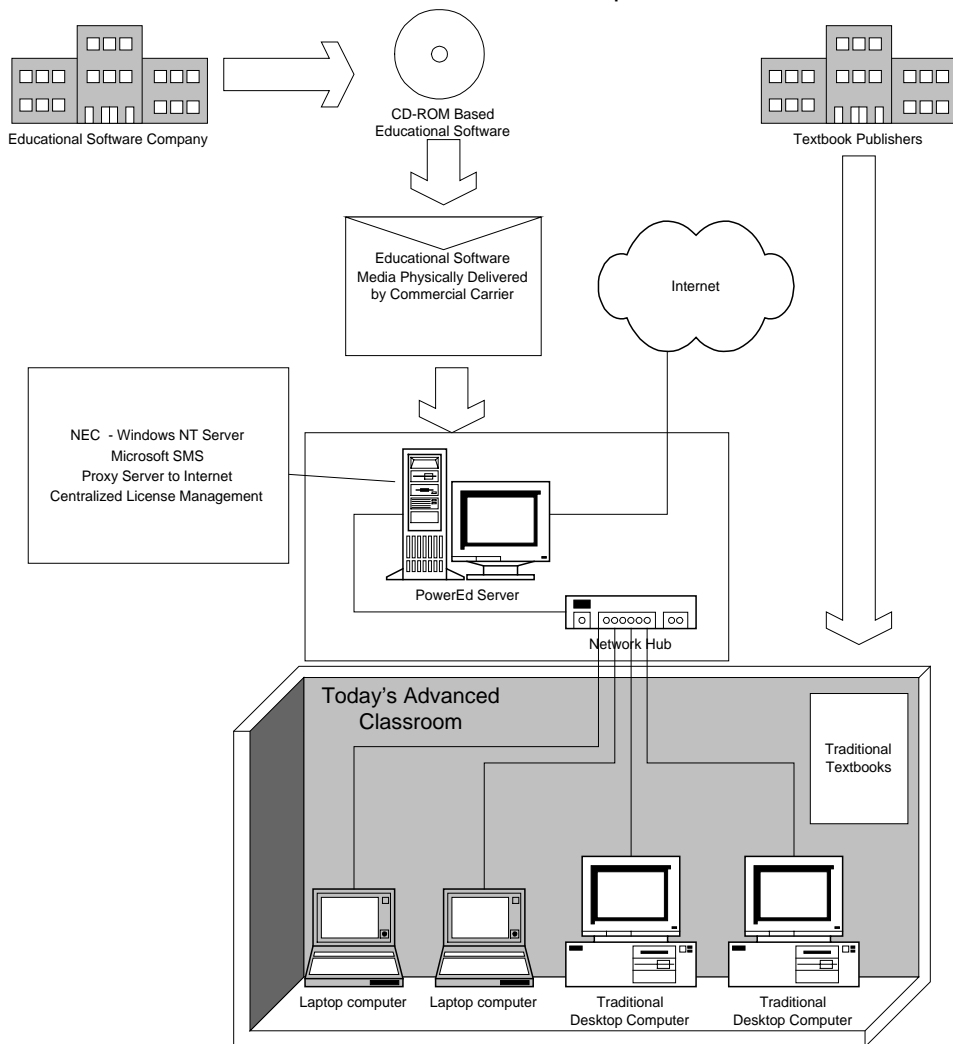 Educational Software Company
CD-ROM Based
Educational Software
Textbook Publishers
Educational Software
Media Physically Delivered
by Commercial Carrier
Internet
NEC - Windows NT Server
Microsoft SMS
Proxy Server to Internet
Centralized License Management
PowerEd Server
Network Hub
Today's Advanced
Classroom
Traditional
Textbooks
Laptop computer
Laptop computer
Traditional
Desktop Computer
Traditional
Desktop Computer